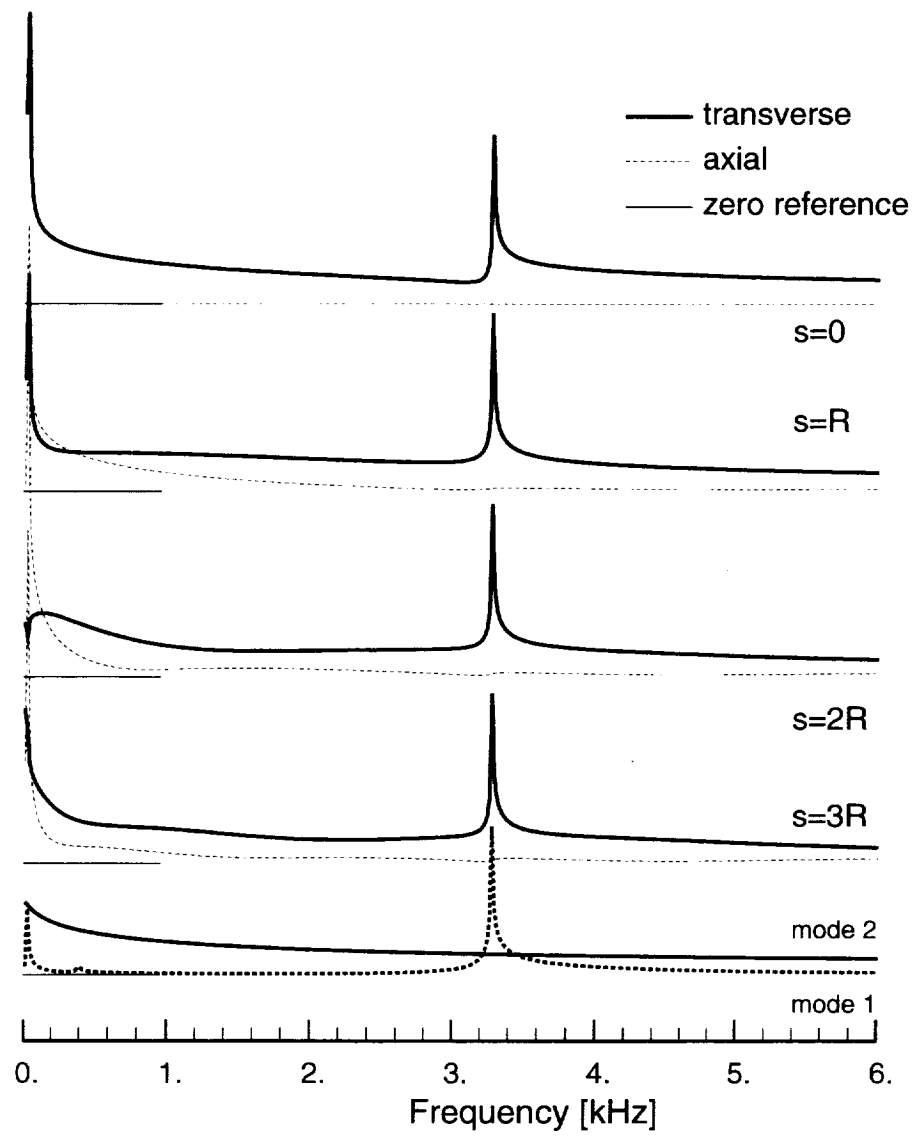 transverse
axial
zero reference
s=0
s=R
s=2R
s=3R
mode 2
mode 1
0. 1. 2. 3. 4. 5. 6.
Frequency [kHz]